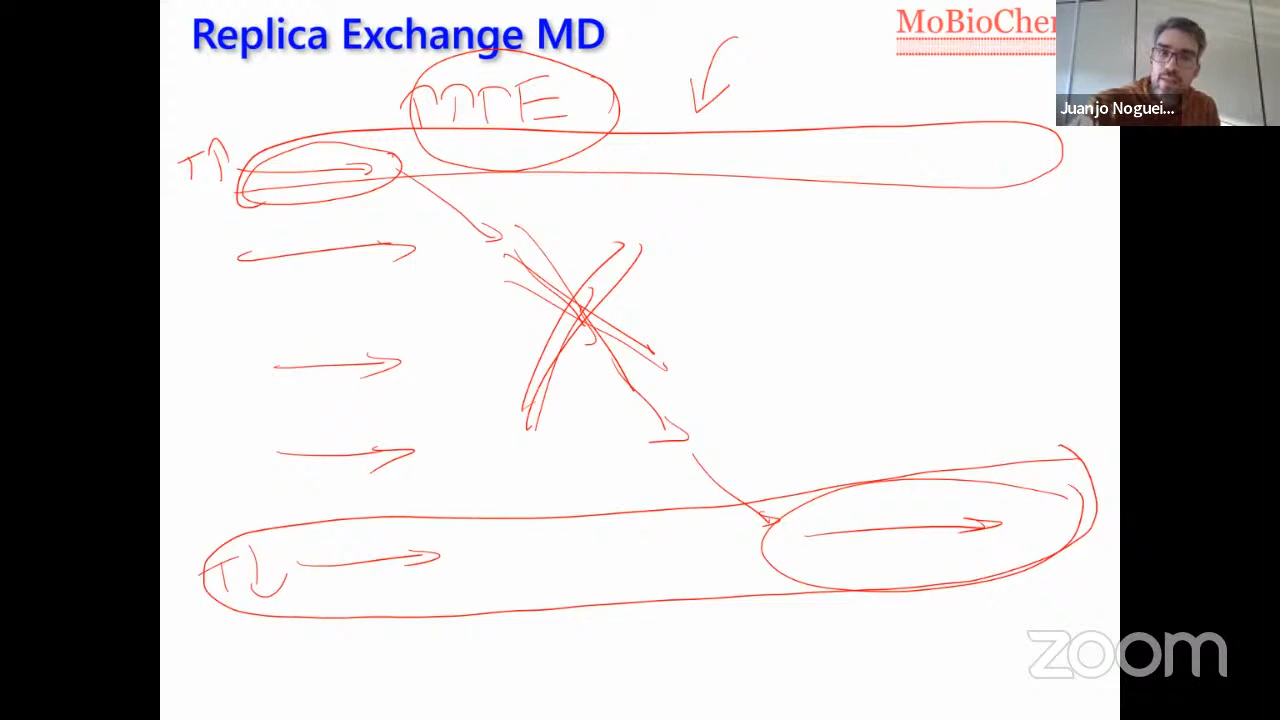 Replica Exchange MD
MoBioChem
Juanjo Noguei...
↑↑↑E
T↑
T↓
zoom